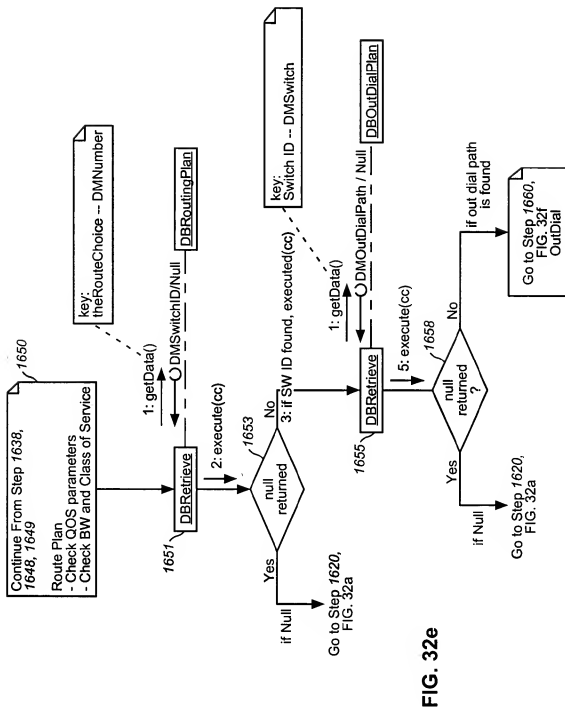 1650
Continue From Step 1638,
1648, 1649
Route Plan
- Check QOS parameters
- Check BW and Class of Service
key:
theRouteChoice -- DMNumber
1: getData()
DMSwitchID/Null
DBRetrieve
DBRoutingPlan
1651
2: execute(cc)
1653
null
returned
Yes
if Null
Go to Step 1620,
FIG. 32a
No
3: if SW ID found, executed(cc)
key:
Switch ID -- DMSwitch
1: getData()
DMOutDialPath / Null
DBRetrieve
DBOutDialPlan
1655
5: execute(cc)
1658
null
returned
?
Yes
if Null
Go to Step 1620,
FIG. 32a
No
if out dial path
is found
Go to Step 1660,
FIG. 32f
OutDial
FIG. 32e